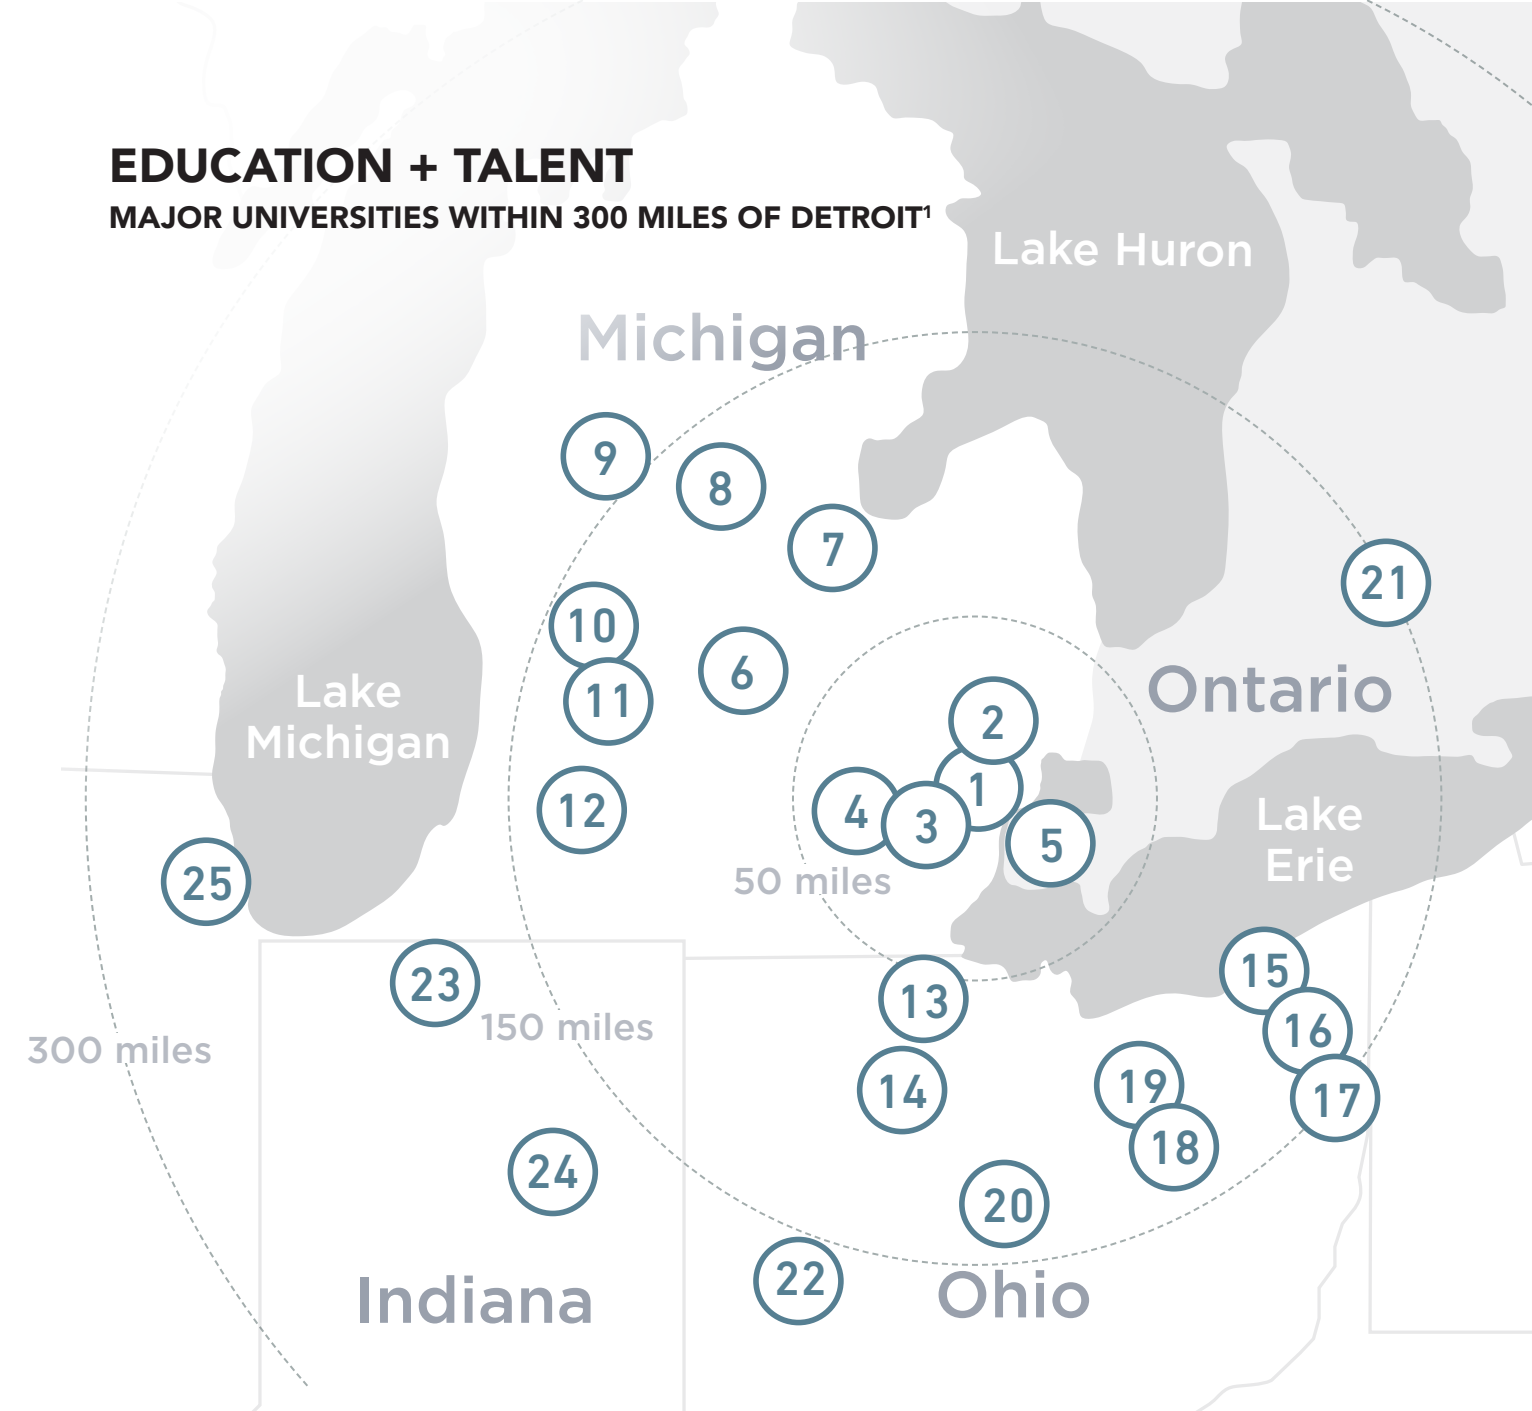 EDUCATION + TALENT
MAJOR UNIVERSITIES WITHIN 300 MILES OF DETROIT¹
Lake Huron
Michigan
9
8
7
21
10
6
11
Lake
Michigan
Ontario
2
1
12
4
3
5
Lake
Erie
50 miles
25
23
13
15
150 miles
16
300 miles
14
19
17
18
24
20
22
Indiana
Ohio